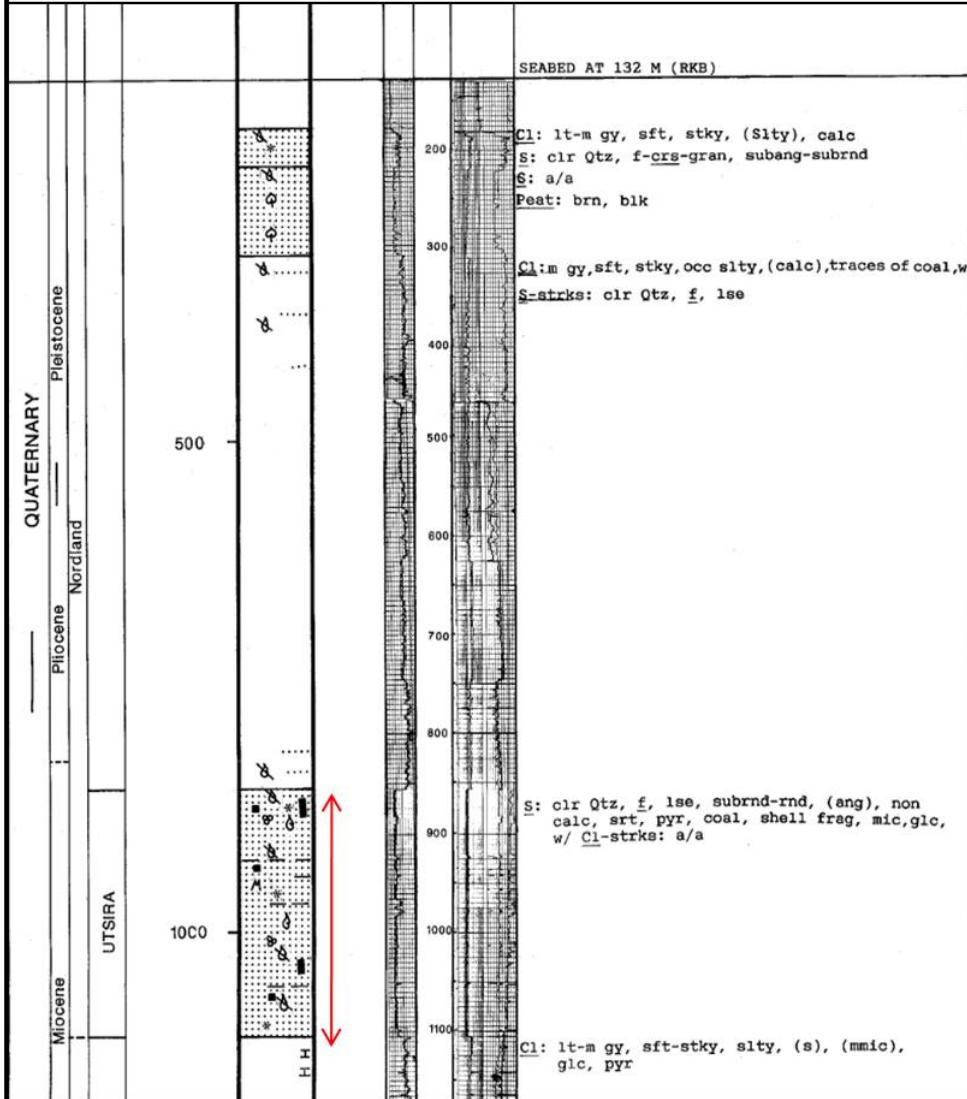 SEABED AT 132 M (RKB)
Cl: lt-m gy, sft, stky, (Slty), calc
200
S: clr Qtz, f-crs-gran, subang-subrnd
S: a/a
Peat: brn, blk
300
Cl:m gy,sft, stky,occ slty,(calc),traces of coal,w
S-strks: clr Qtz, f, lse
400
QUATERNARY
Pleistocene
Pliocene
Miocene
Nordland
UTSIRA
500
500
600
700
800
S: clr Qtz, f, lse, subrnd-rnd, (ang), non
calc, srt, pyr, coal, shell frag, mic,glc,
w/ Cl-strks: a/a
900
M
1000
1000
1100
Cl: lt-m gy, sft-stky, slty, (s), (mmic),
glc, pyr
H H